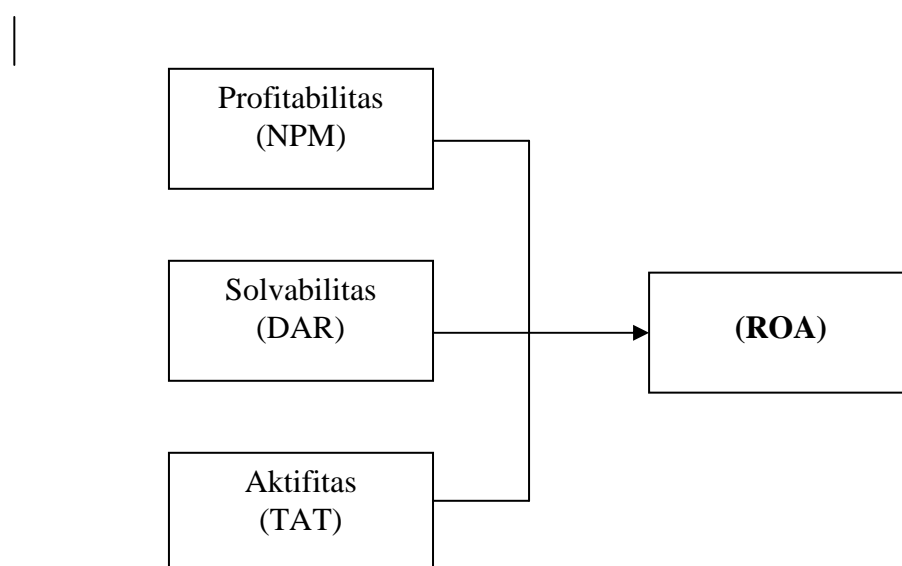 Profitabilitas
(NPM)
Solvabilitas
(DAR)
(ROA)
Aktifitas
(TAT)